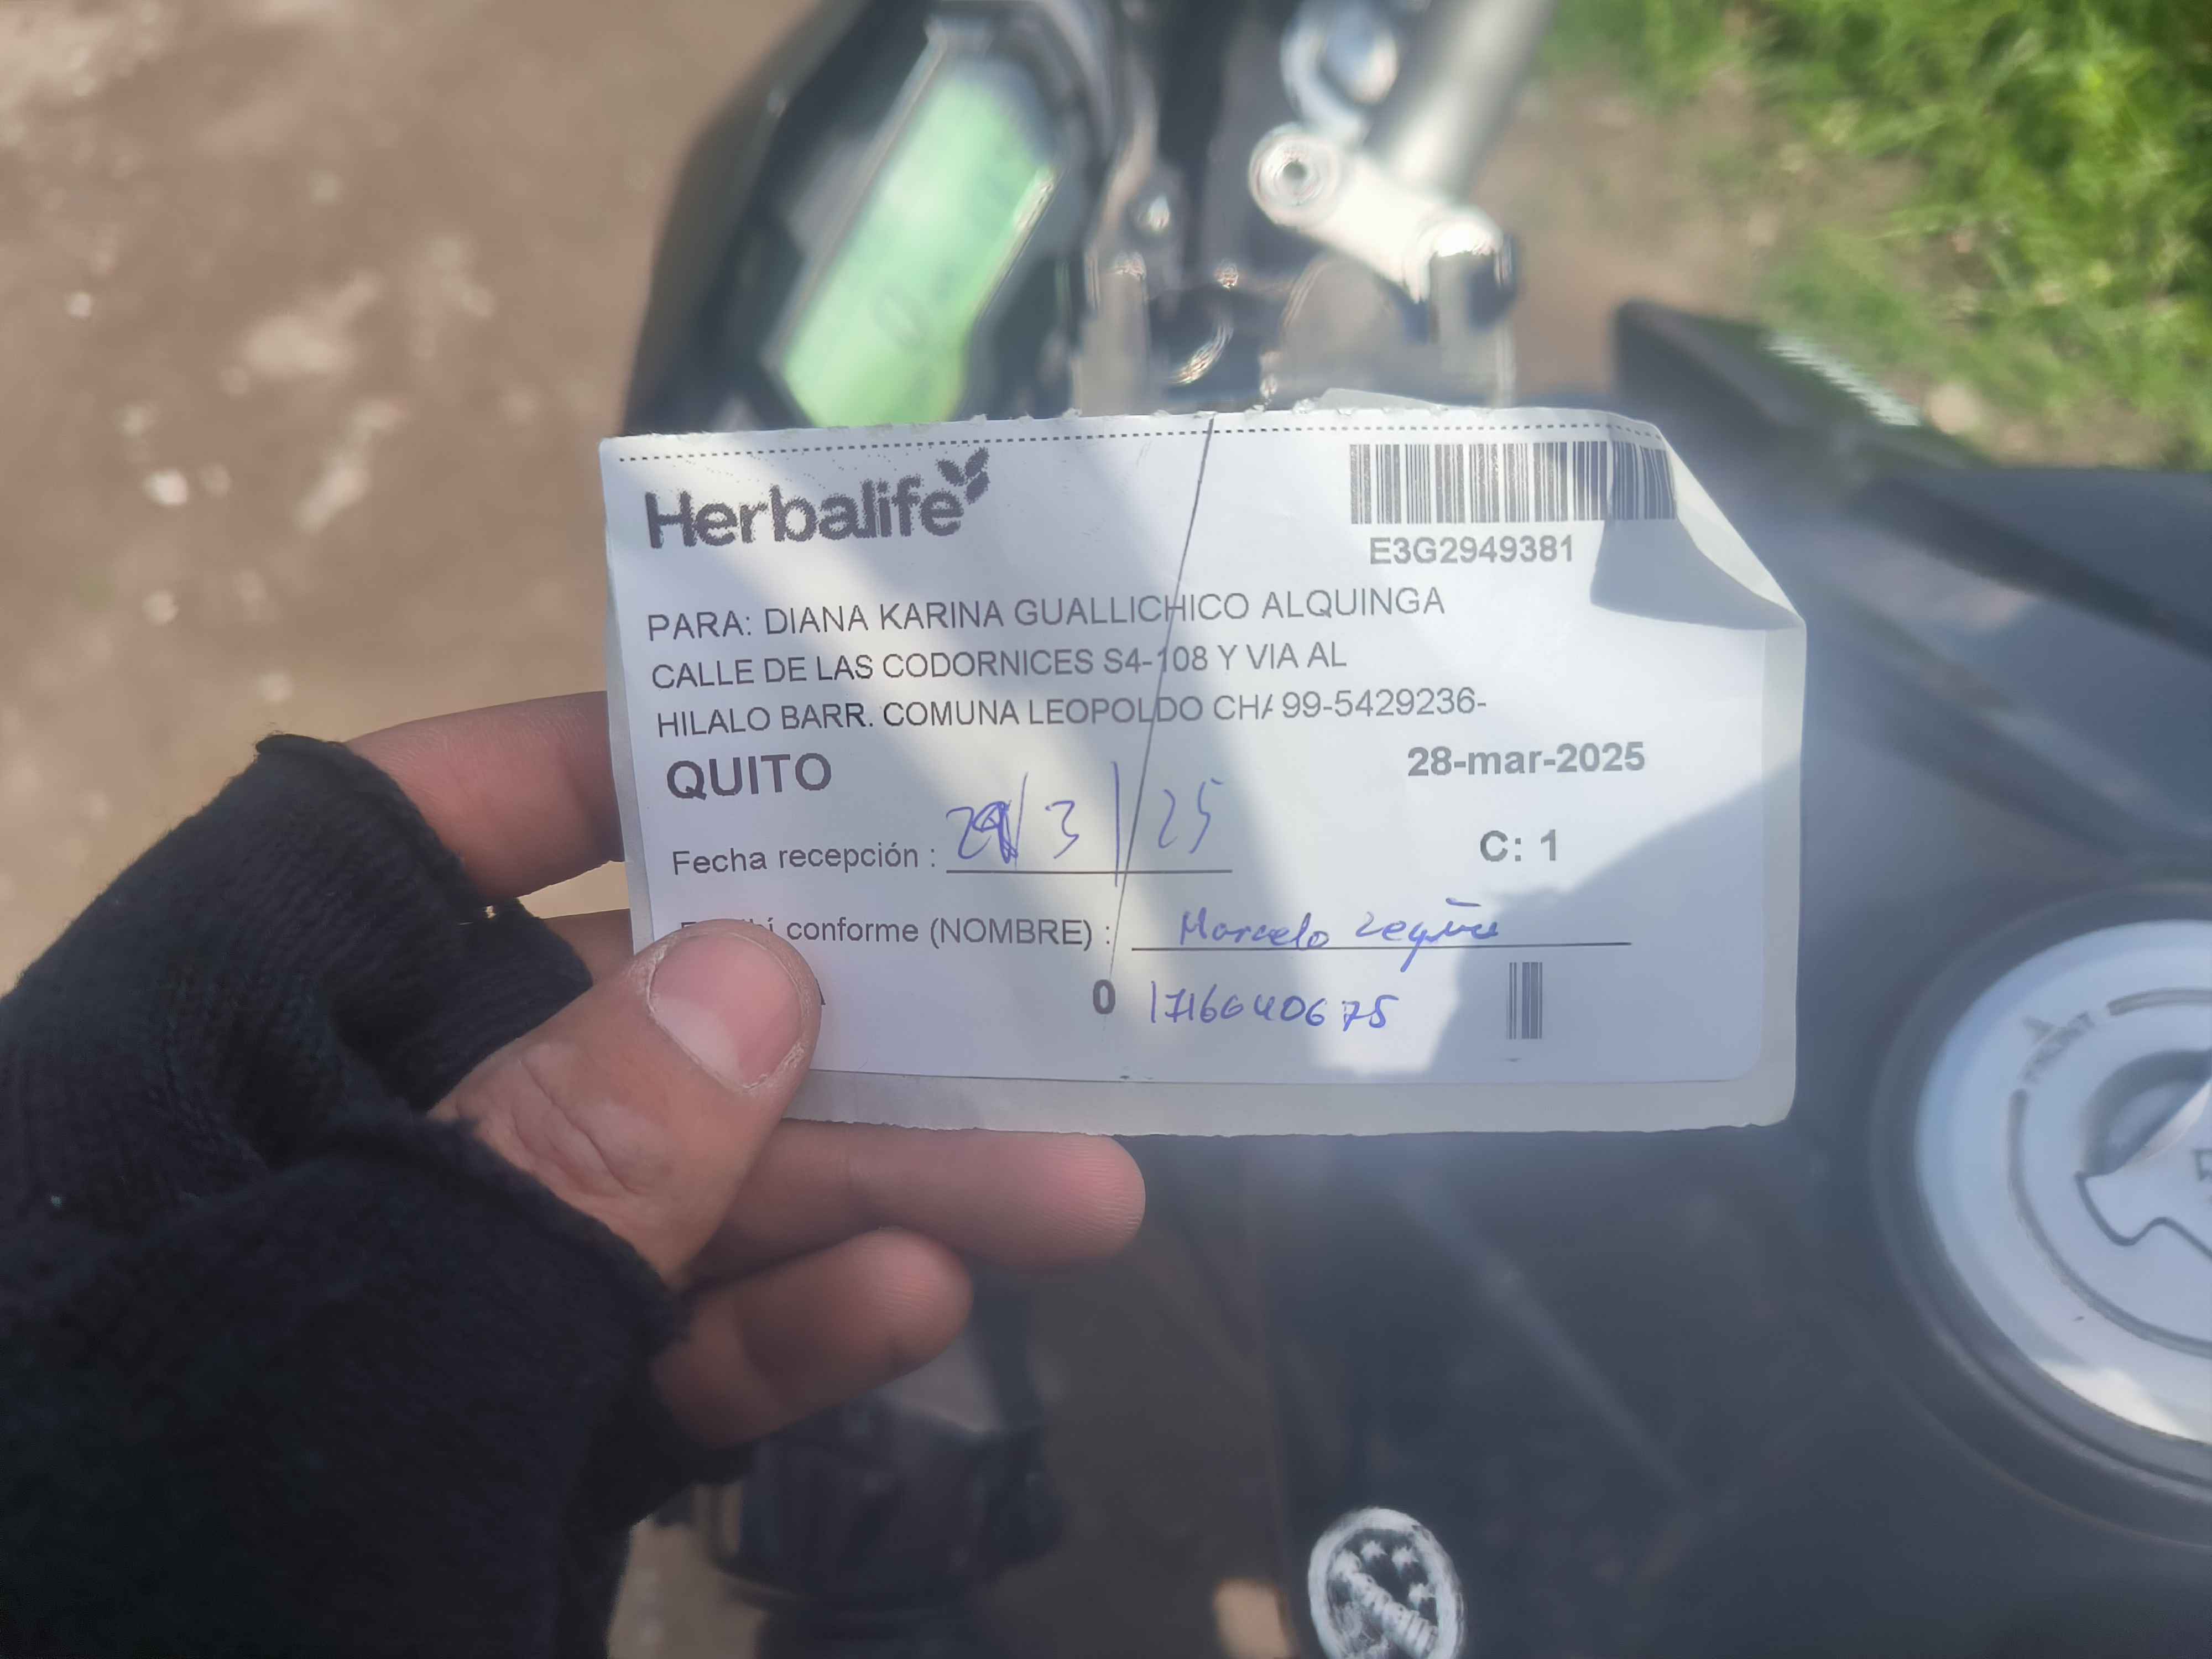 Herbalife
E3G2949381
PARA: DIANA KARINA GUALLICHICO ALQUINGA
CALLE DE LAS CODORNICES S4-108 Y VIA AL
HILALO BARR. COMUNA LEOPOLDO CHA 99-5429236-
QUITO
28-mar-2025
Fecha recepción : 29/3/25
C: 1
conforme (NOMBRE) : Marcelo
0 1716640675